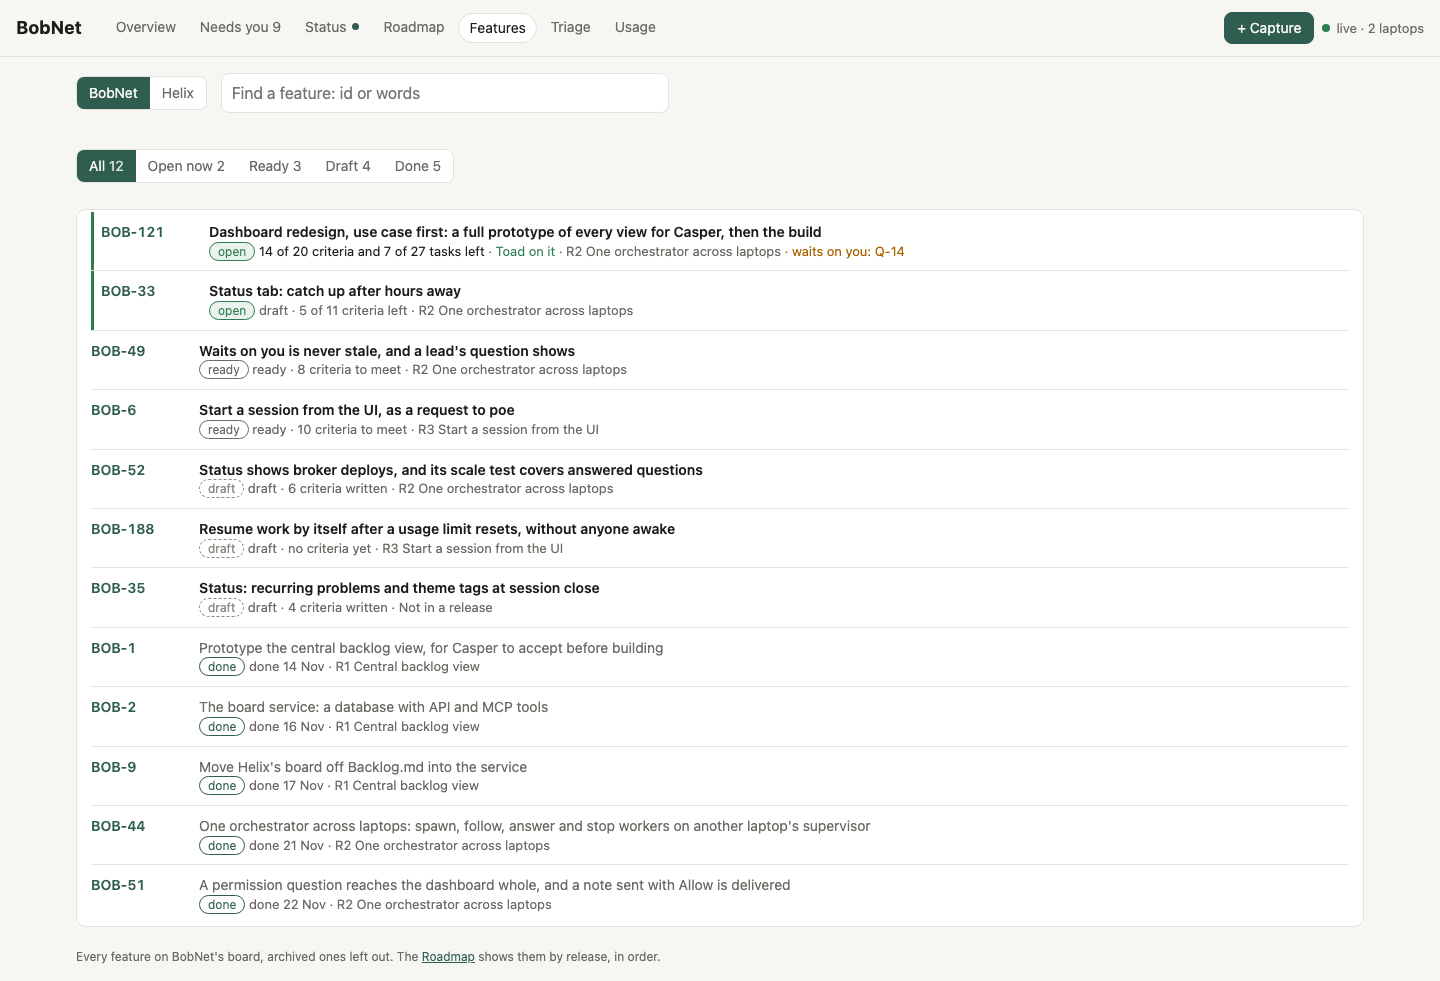 BobNet
Overview
Needs you 9
Status
Roadmap
Features
Triage
Usage
+ Capture
live · 2 laptops
BobNet
Helix
Find a feature: id or words
All 12
Open now 2
Ready 3
Draft 4
Done 5
BOB-121
Dashboard redesign, use case first: a full prototype of every view for Casper, then the build
open 14 of 20 criteria and 7 of 27 tasks left · Toad on it · R2 One orchestrator across laptops · waits on you: Q-14
BOB-33
Status tab: catch up after hours away
open draft · 5 of 11 criteria left · R2 One orchestrator across laptops
BOB-49
Waits on you is never stale, and a lead's question shows
ready ready · 8 criteria to meet · R2 One orchestrator across laptops
BOB-6
Start a session from the UI, as a request to poe
ready ready · 10 criteria to meet · R3 Start a session from the UI
BOB-52
Status shows broker deploys, and its scale test covers answered questions
draft draft · 6 criteria written · R2 One orchestrator across laptops
BOB-188
Resume work by itself after a usage limit resets, without anyone awake
draft draft · no criteria yet · R3 Start a session from the UI
BOB-35
Status: recurring problems and theme tags at session close
draft draft · 4 criteria written · Not in a release
BOB-1
Prototype the central backlog view, for Casper to accept before building
done done 14 Nov · R1 Central backlog view
BOB-2
The board service: a database with API and MCP tools
done done 16 Nov · R1 Central backlog view
BOB-9
Move Helix's board off Backlog.md into the service
done done 17 Nov · R1 Central backlog view
BOB-44
One orchestrator across laptops: spawn, follow, answer and stop workers on another laptop's supervisor
done done 21 Nov · R2 One orchestrator across laptops
BOB-51
A permission question reaches the dashboard whole, and a note sent with Allow is delivered
done done 22 Nov · R2 One orchestrator across laptops
Every feature on BobNet's board, archived ones left out. The Roadmap shows them by release, in order.